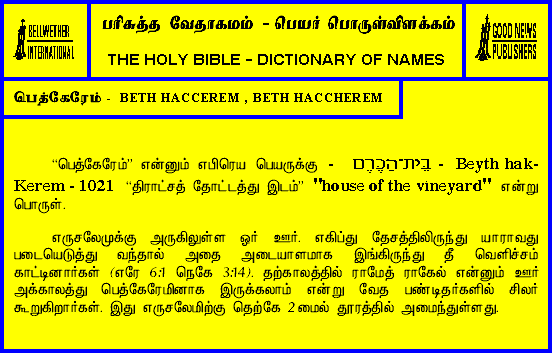 BELLWETHER
INTERNATIONAL
பரிசுத்த வேதாகமம் - பெயர் பொருள்விளக்கம்
THE HOLY BIBLE - DICTIONARY OF NAMES
GOOD NEWS
PUBLISHERS
பெத்கேரேம் - BETH HACCEREM , BETH HACCHEREM
“பெத்கேரேம்” என்னும் எபிரெய பெயருக்கு - בֵּית־הַכֶּרֶם - Beyth hak-
Kerem - 1021 “திராட்சத் தோட்டத்து இடம்” "house of the vineyard" என்று
பொருள்.
எருசலேமுக்கு அருகிலுள்ள ஓர் ஊர். எகிப்து தேசத்திலிருந்து யாராவது
படையெடுத்து வந்தால் அதை அடையாளமாக இங்கிருந்து தீ வெளிச்சம்
காட்டினார்கள் (எரே 6:1 நெகே 3:14). தற்காலத்தில் ராமேத் ராகேல் என்னும் ஊர்
அக்காலத்து பெத்கேரேமினாக இருக்கலாம் என்று வேத பண்டிதர்களில் சிலர்
கூறுகிறார்கள். இது எருசலேமிற்கு தெற்கே 2 மைல் தூரத்தில் அமைந்துள்ளது.